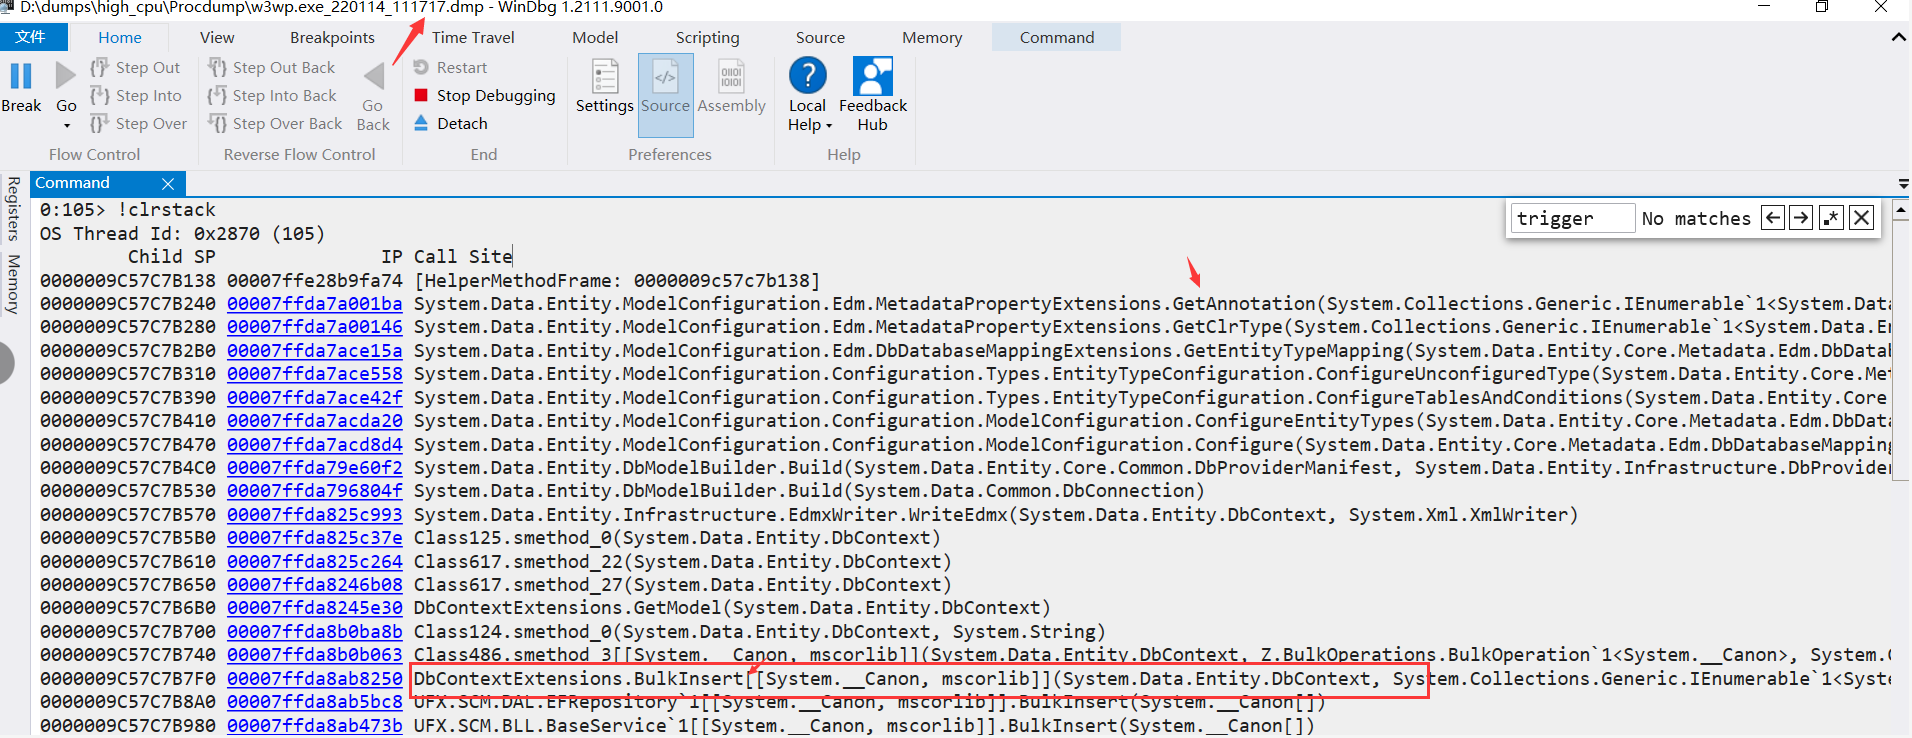 D:\dumps\high_cpu\Procdump\w3wp.exe_220114_111717.dmp - WinDbg 1.2111.9001.0
文件 Home View Breakpoints Time Travel Model Scripting Source Memory Command
Break
Go
Step Out
Step Into
Step Over
Flow Control
Step Out Back
Step Into Back
Step Over Back
Go Back
Reverse Flow Control
Restart
Stop Debugging
Detach
End
Settings Source Assembly
Preferences
Local Help
Feedback Hub
Help
Registers
Memory
Command
trigger No matches
0:105> !clrstack
OS Thread Id: 0x2870 (105)
Child SP IP Call Site
0000009C57C7B138 00007ffe28b9fa74 [HelperMethodFrame: 0000009c57c7b138]
0000009C57C7B240 00007ffda7a001ba System.Data.Entity.ModelConfiguration.Edm.MetadataPropertyExtensions.GetAnnotation(System.Collections.Generic.IEnumerable`1<System.Data
0000009C57C7B280 00007ffda7a00146 System.Data.Entity.ModelConfiguration.Edm.MetadataPropertyExtensions.GetClrType(System.Collections.Generic.IEnumerable`1<System.Data.En
0000009C57C7B2B0 00007ffda7ace15a System.Data.Entity.ModelConfiguration.Edm.DbDatabaseMappingExtensions.GetEntityTypeMapping(System.Data.Entity.Core.Metadata.Edm.DbDatab
0000009C57C7B310 00007ffda7ace558 System.Data.Entity.ModelConfiguration.Configuration.Types.EntityTypeConfiguration.ConfigureUnconfiguredType(System.Data.Entity.Core.Met
0000009C57C7B390 00007ffda7ace42f System.Data.Entity.ModelConfiguration.Configuration.Types.EntityTypeConfiguration.ConfigureTablesAndConditions(System.Data.Entity.Core
0000009C57C7B410 00007ffda7acda20 System.Data.Entity.ModelConfiguration.Configuration.ModelConfiguration.ConfigureEntityTypes(System.Data.Entity.Core.Metadata.Edm.DbData
0000009C57C7B470 00007ffda7acd8d4 System.Data.Entity.ModelConfiguration.Configuration.ModelConfiguration.Configure(System.Data.Entity.Core.Metadata.Edm.DbDatabaseMapping
0000009C57C7B4C0 00007ffda79e60f2 System.Data.Entity.DbModelBuilder.Build(System.Data.Entity.Core.Common.DbProviderManifest, System.Data.Entity.Infrastructure.DbProvider
0000009C57C7B530 00007ffda796804f System.Data.Entity.DbModelBuilder.Build(System.Data.Common.DbConnection)
0000009C57C7B570 00007ffda825c993 System.Data.Entity.Infrastructure.EdmxWriter.WriteEdmx(System.Data.Entity.DbContext, System.Xml.XmlWriter)
0000009C57C7B5B0 00007ffda825c37e Class125.smethod_0(System.Data.Entity.DbContext)
0000009C57C7B610 00007ffda825c264 Class617.smethod_22(System.Data.Entity.DbContext)
0000009C57C7B650 00007ffda8246b08 Class617.smethod_27(System.Data.Entity.DbContext)
0000009C57C7B6B0 00007ffda8245e30 DbContextExtensions.GetModel(System.Data.Entity.DbContext)
0000009C57C7B700 00007ffda8b0ba8b Class124.smethod_0(System.Data.Entity.DbContext, System.String)
0000009C57C7B740 00007ffda8b0b063 Class486.smethod_3[[System.__Canon, mscorlib]](System.Data.Entity.DbContext, Z.BulkOperations.BulkOperation`1<System.__Canon>, System.C
0000009C57C7B7F0 00007ffda8ab8250 DbContextExtensions.BulkInsert[[System.__Canon, mscorlib]](System.Data.Entity.DbContext, System.Collections.Generic.IEnumerable`1<Syste
0000009C57C7B8A0 00007ffda8ab5bc8 UFX.SCM.DAL.EFRepository`1[[System.__Canon, mscorlib]].BulkInsert(System.__Canon[])
0000009C57C7B980 00007ffda8ab473b UFX.SCM.BLL.BaseService`1[[System.__Canon, mscorlib]].BulkInsert(System.__Canon[])